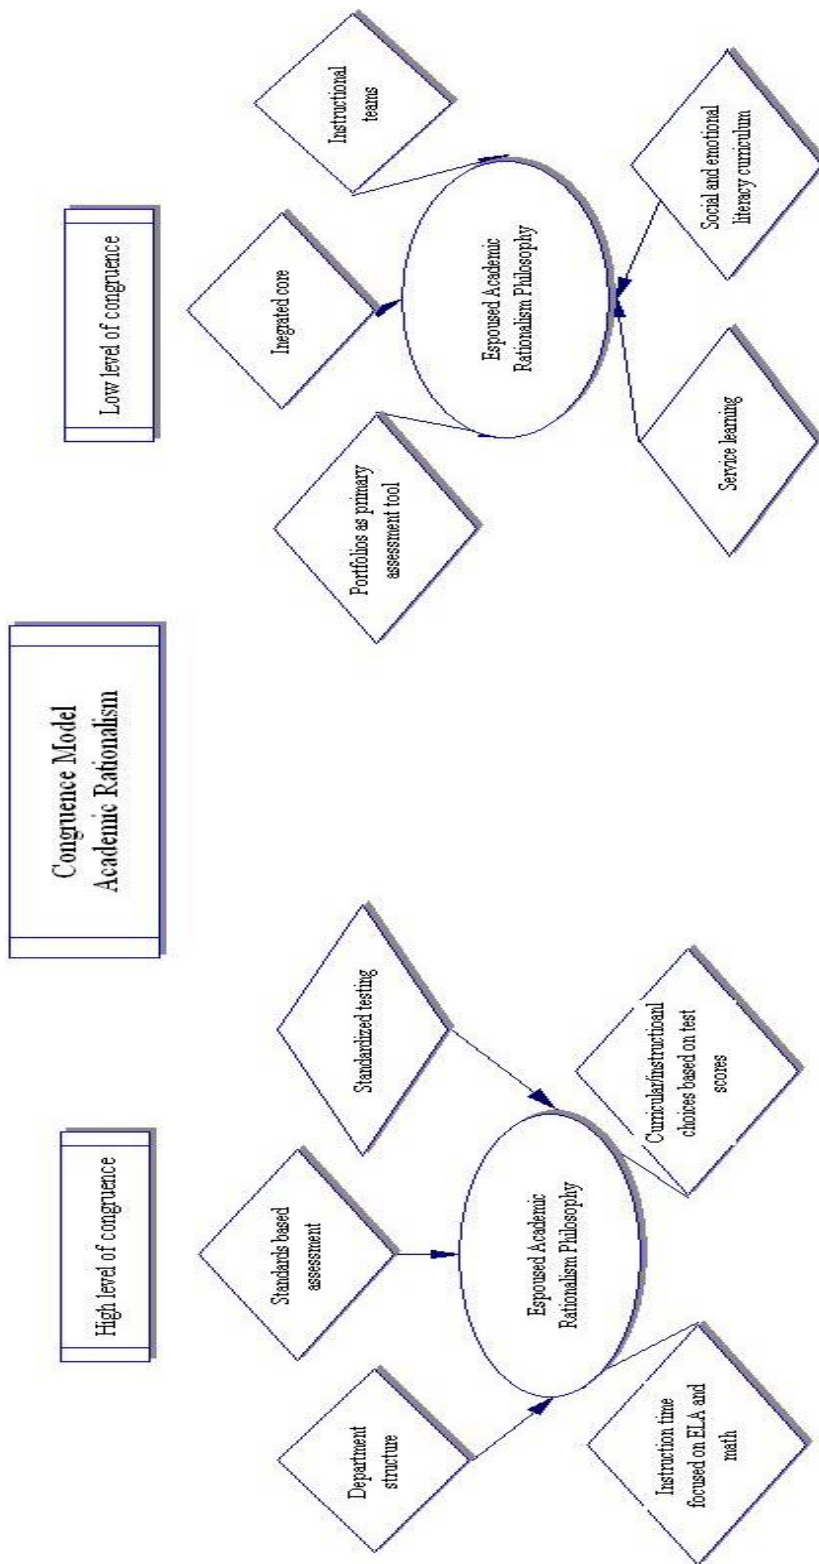 Congruence Model
Academic Rationalism
High level of congruence
Department
structure
Standards based
assessment
Standardized testing
Espoused Academic
Rationalism Philosophy
Instruction time
focused on ELA and
math
Curricular/instructioanl
choices based on test
scores
Low level of congruence
Portfolios as primary
assessment tool
Inegrated core
Instructional
teams
Espoused Academic
Rationalism Philosophy
Service learning
Social and emotional
literacy curriculum